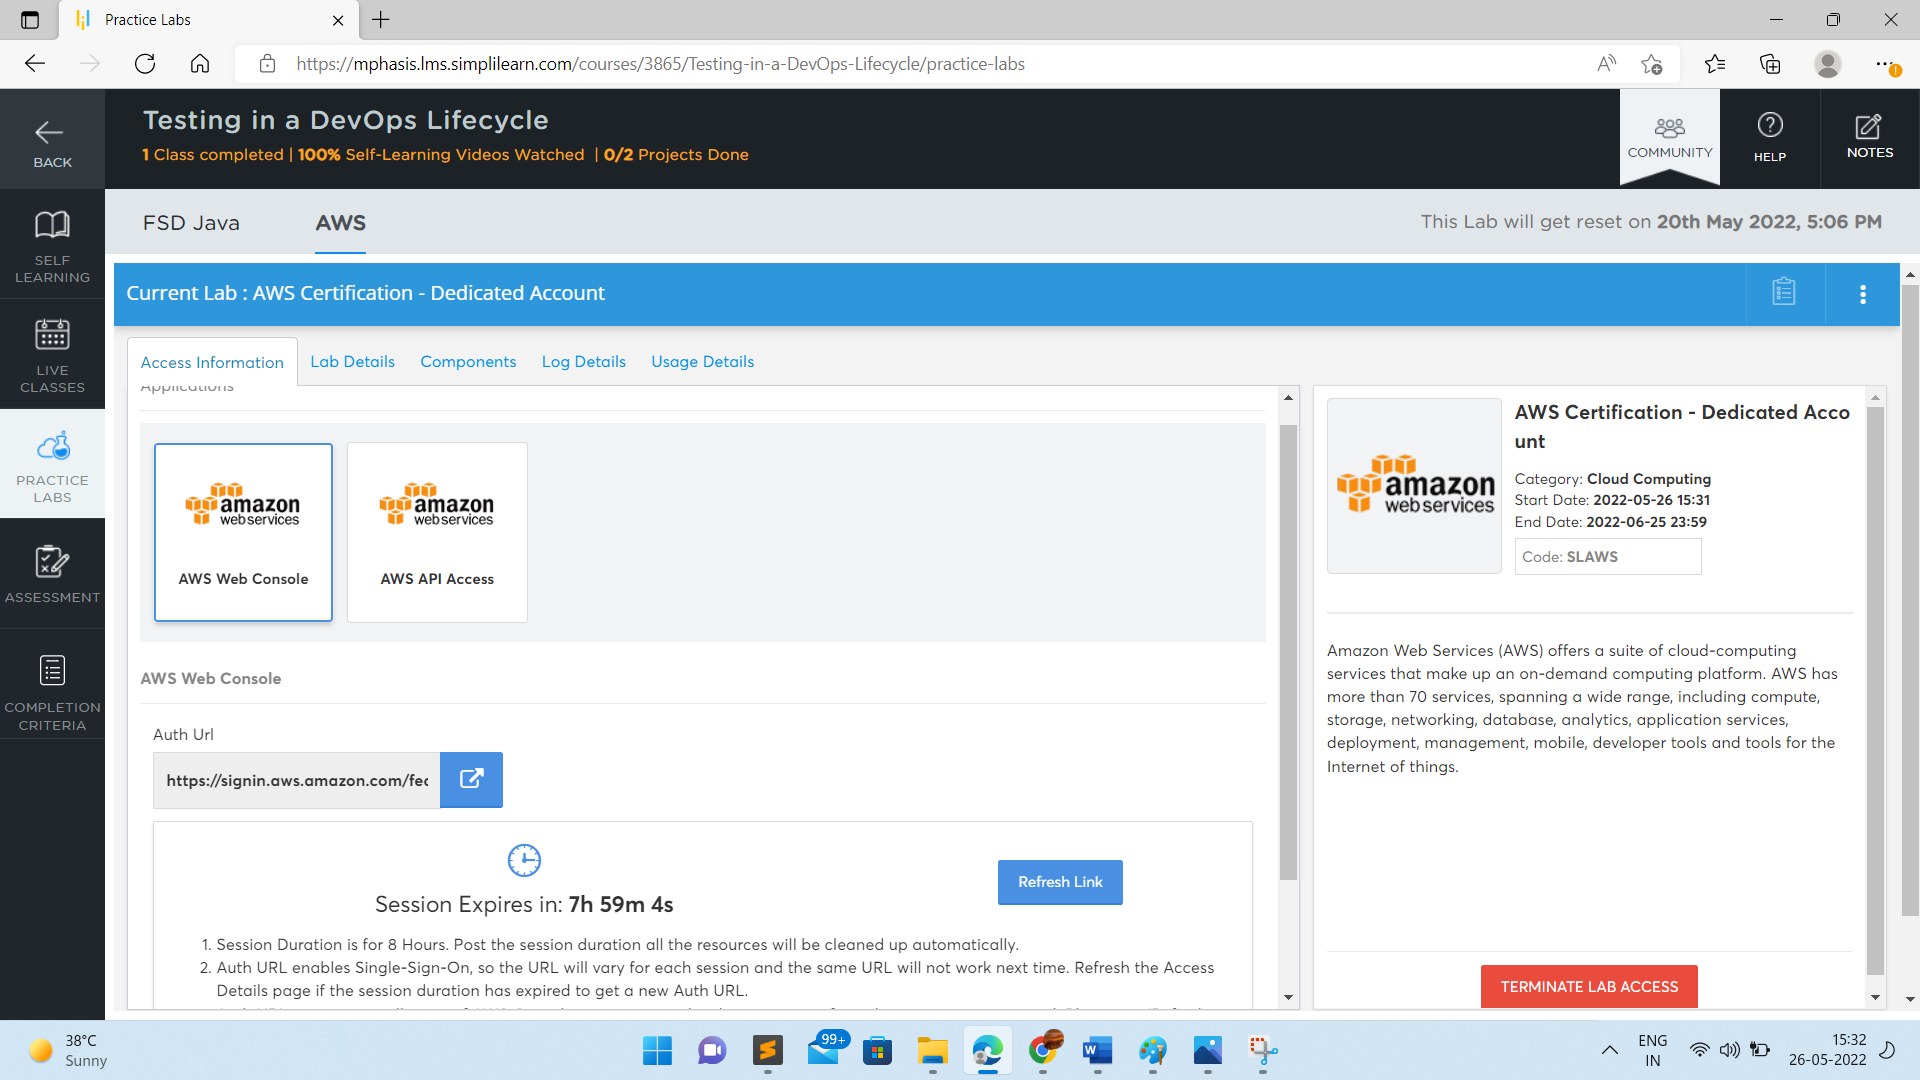 Practice Labs
https://mphasis.lms.simplilearn.com/courses/3865/Testing-in-a-DevOps-Lifecycle/practice-labs
BACK
Testing in a DevOps Lifecycle
1 Class completed | 100% Self-Learning Videos Watched | 0/2 Projects Done
COMMUNITY
HELP
NOTES
SELF
LEARNING
LIVE
CLASSES
PRACTICE
LABS
ASSESSMENT
COMPLETION
CRITERIA
FSD Java
AWS
This Lab will get reset on 20th May 2022, 5:06 PM
Current Lab : AWS Certification - Dedicated Account
Access Information
Lab Details
Components
Log Details
Usage Details
Applications
amazon
webservices
AWS Web Console
amazon
webservices
AWS API Access
AWS Web Console
Auth Url
https://signin.aws.amazon.com/fec
Session Expires in: 7h 59m 4s
Refresh Link
1. Session Duration is for 8 Hours. Post the session duration all the resources will be cleaned up automatically.
2. Auth URL enables Single-Sign-On, so the URL will vary for each session and the same URL will not work next time. Refresh the Access
Details page if the session duration has expired to get a new Auth URL.
amazon
webservices
AWS Certification - Dedicated Acco
unt
Category: Cloud Computing
Start Date: 2022-05-26 15:31
End Date: 2022-06-25 23:59
Code: SLAWS
Amazon Web Services (AWS) offers a suite of cloud-computing
services that make up an on-demand computing platform. AWS has
more than 70 services, spanning a wide range, including compute,
storage, networking, database, analytics, application services,
deployment, management, mobile, developer tools and tools for the
Internet of things.
TERMINATE LAB ACCESS
38°C
Sunny
99+
ENG
IN
15:32
26-05-2022